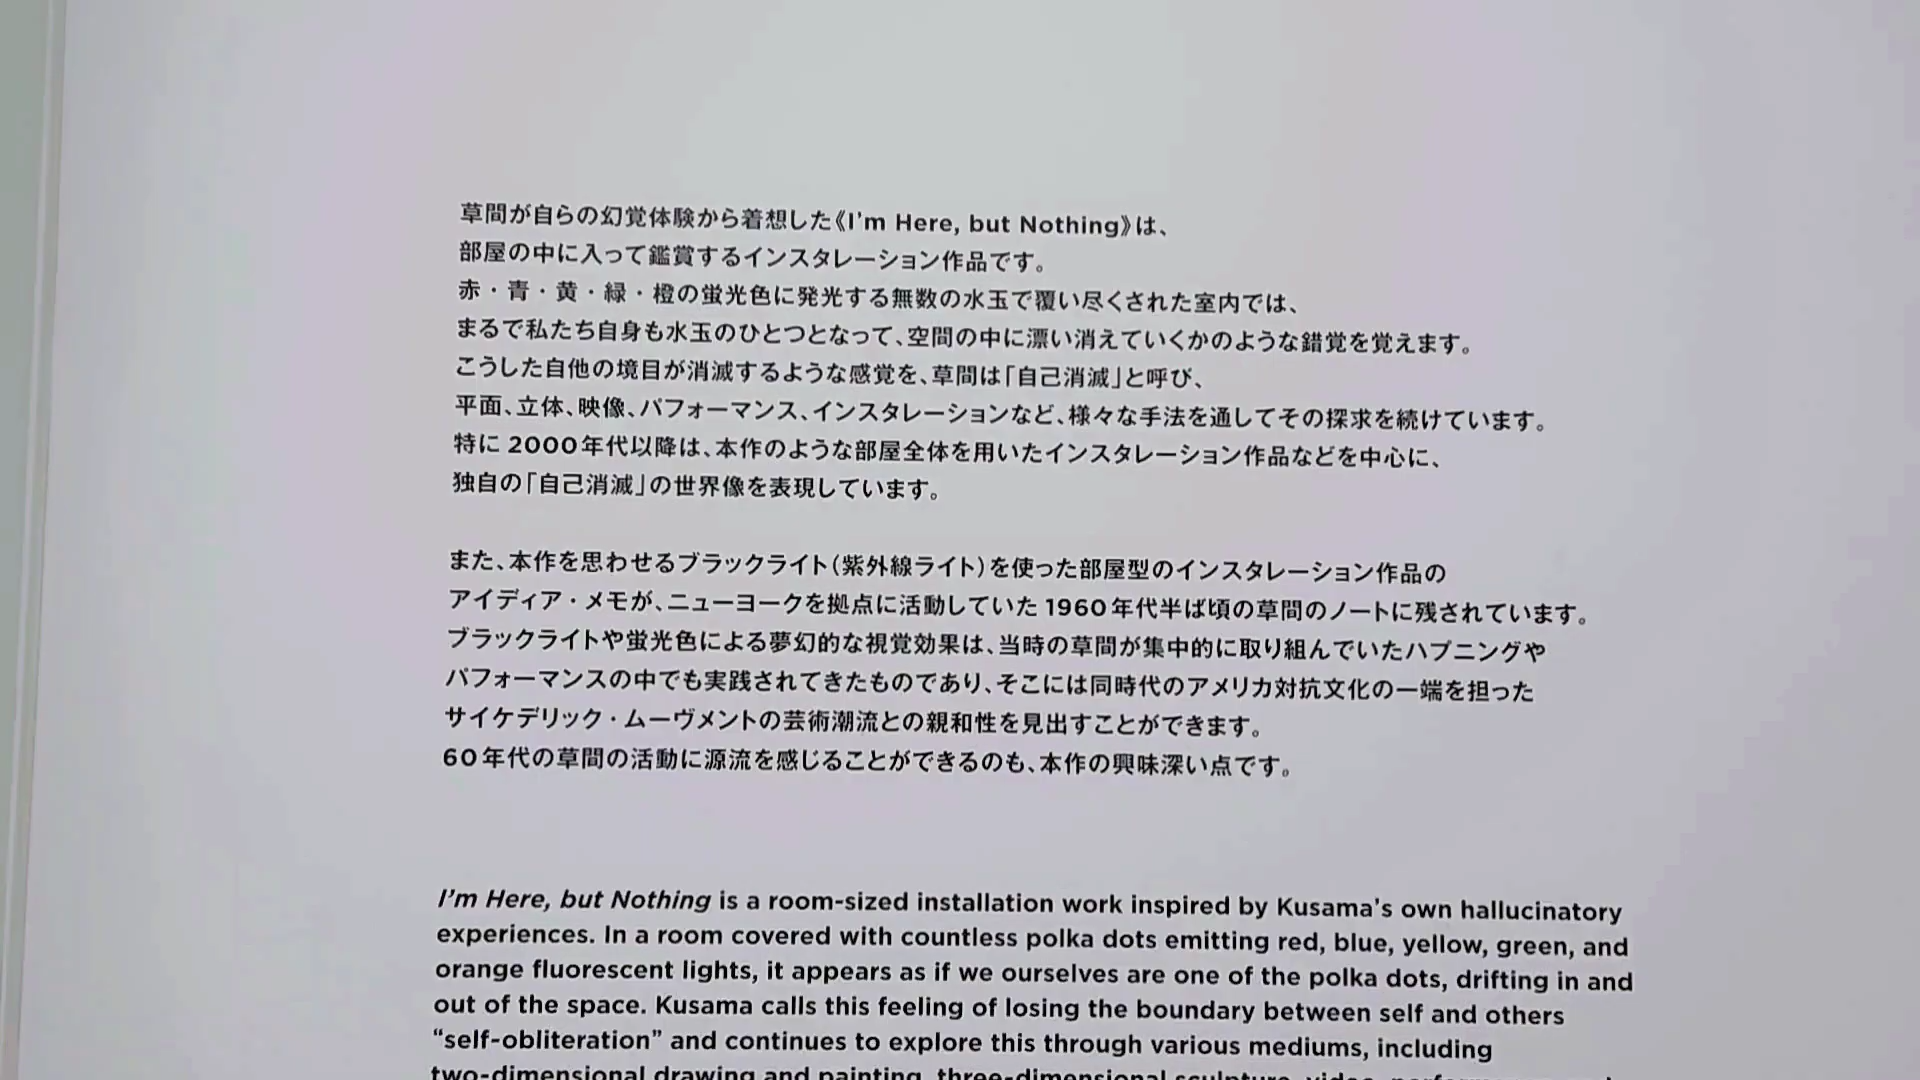 草間が自らの幻覚体験から着想した《I'm Here, but Nothing》は、
部屋の中に入って鑑賞するインスタレーション作品です。
赤・青・黄・緑・橙の蛍光色に発光する無数の水玉で覆い尽くされた室内では、
まるで私たち自身も水玉のひとつとなって、空間の中に漂い消えていくかのような錯覚を覚えます。
こうした自他の境目が消滅するような感覚を、草間は「自己消滅」と呼び、
平面、立体、映像、パフォーマンス、インスタレーションなど、様々な手法を通してその探求を続けています。
特に2000年代以降は、本作のような部屋全体を用いたインスタレーション作品などを中心に、
独自の「自己消滅」の世界像を表現しています。
また、本作を思わせるブラックライト（紫外線ライト）を使った部屋型のインスタレーション作品の
アイディア・メモが、ニューヨークを拠点に活動していた1960年代半ば頃の草間のノートに残されています。
ブラックライトや蛍光色による夢幻的な視覚効果は、当時の草間が集中的に取り組んでいたハプニングや
パフォーマンスの中でも実践されてきたものであり、そこには同時代のアメリカ対抗文化の一端を担った
サイケデリック・ムーヴメントの芸術潮流との親和性を見出すことができます。
60年代の草間の活動に源流を感じることができるのも、本作の興味深い点です。
I'm Here, but Nothing is a room-sized installation work inspired by Kusama's own hallucinatory
experiences. In a room covered with countless polka dots emitting red, blue, yellow, green, and
orange fluorescent lights, it appears as if we ourselves are one of the polka dots, drifting in and
out of the space. Kusama calls this feeling of losing the boundary between self and others
“self-obliteration” and continues to explore this through various mediums, including
two-dimensional drawing and painting, three-dimensional sculpture, video,